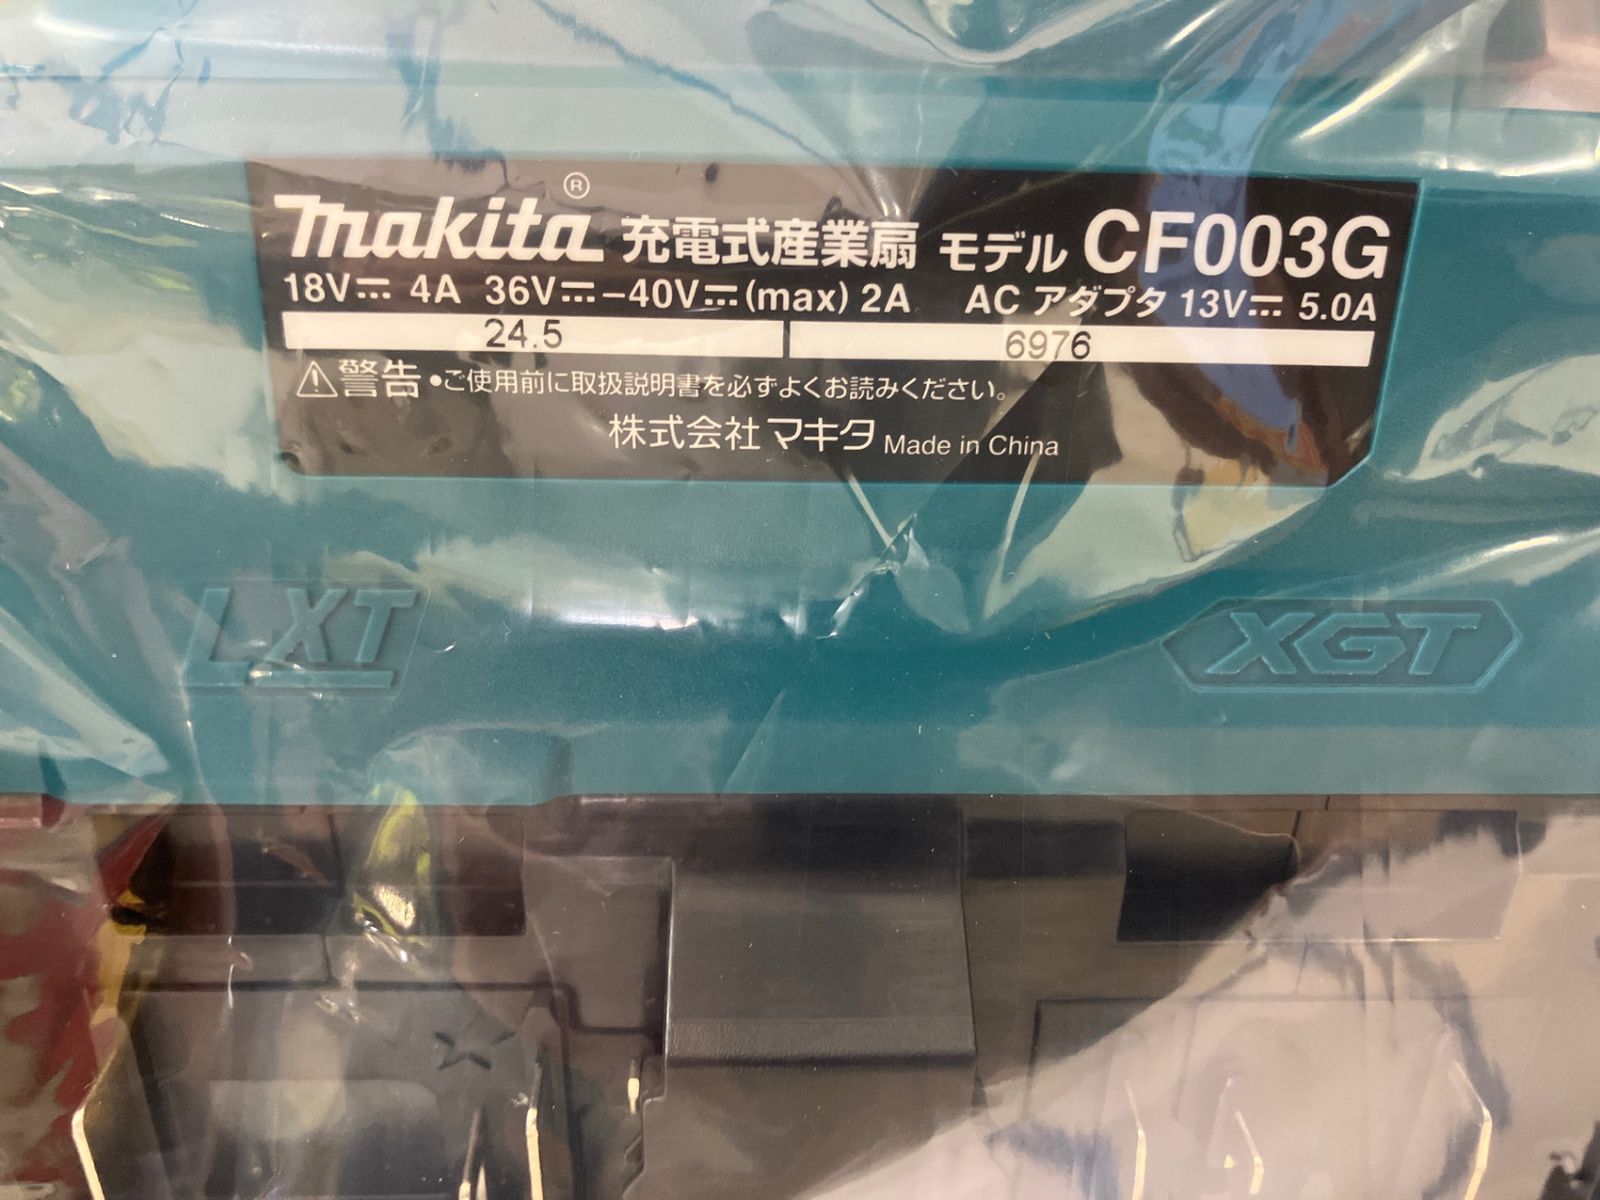 makita® 充電式産業扇 モデル CF003G
18V⎓ 4A 36V⎓–40V⎓(max) 2A AC アダプタ 13V⎓ 5.0A
24.5 6976
⚠警告 •ご使用前に取扱説明書を必ずよくお読みください。
株式会社マキタ Made in China
LXT XGT